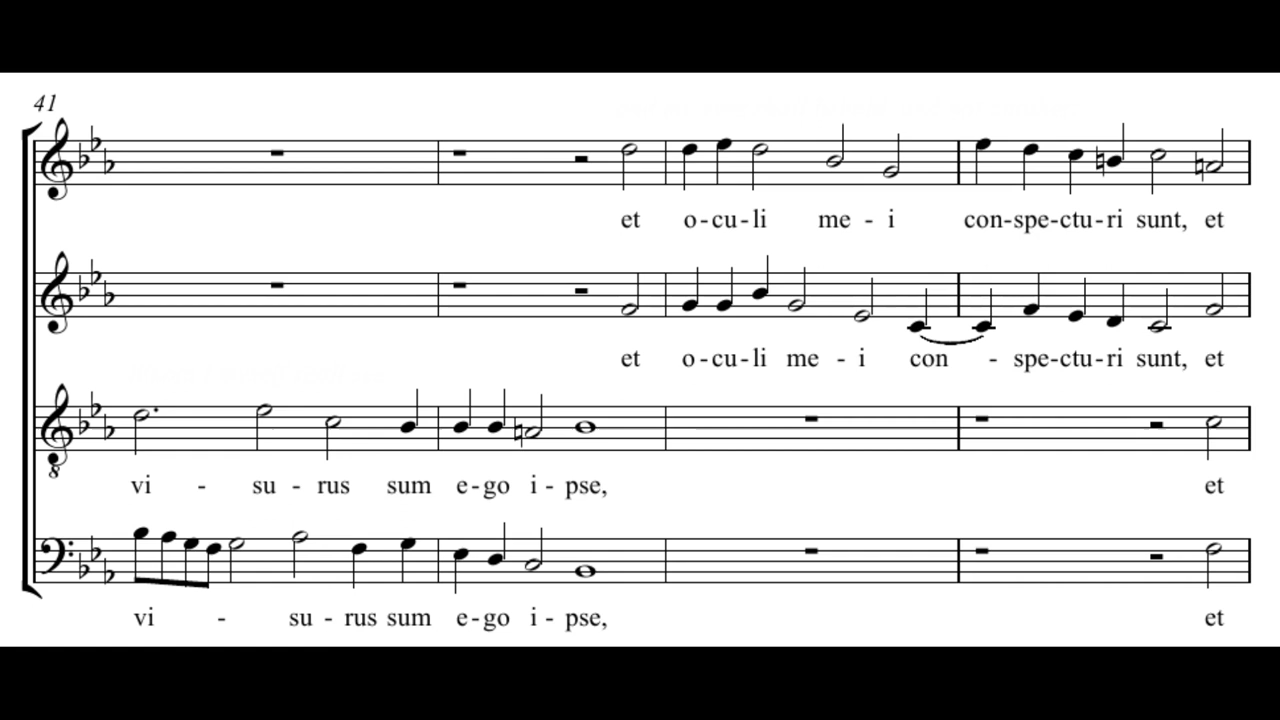 41
et o-cu-li me - i con-spe-ctu-ri sunt, et
et o-cu-li me - i con - spe-ctu-ri sunt, et
8
vi - su - rus sum e-go i - pse, et
vi - su - rus sum e-go i - pse, et